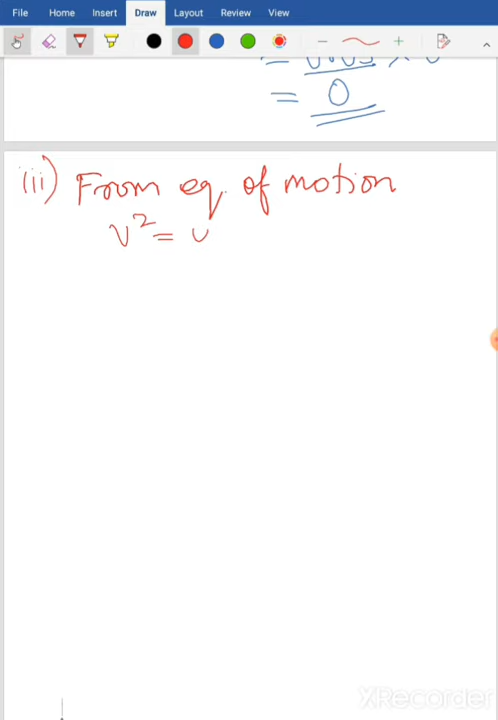 File Home Insert Draw Layout Review View
= 0
iii) From eq. of motion
v² = u
XRecorder